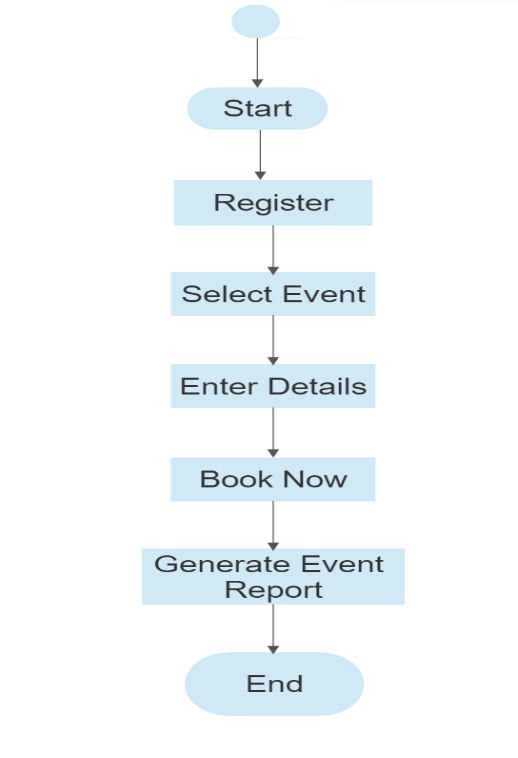 Start
Register
Select Event
Enter Details
Book Now
Generate Event
Report
End